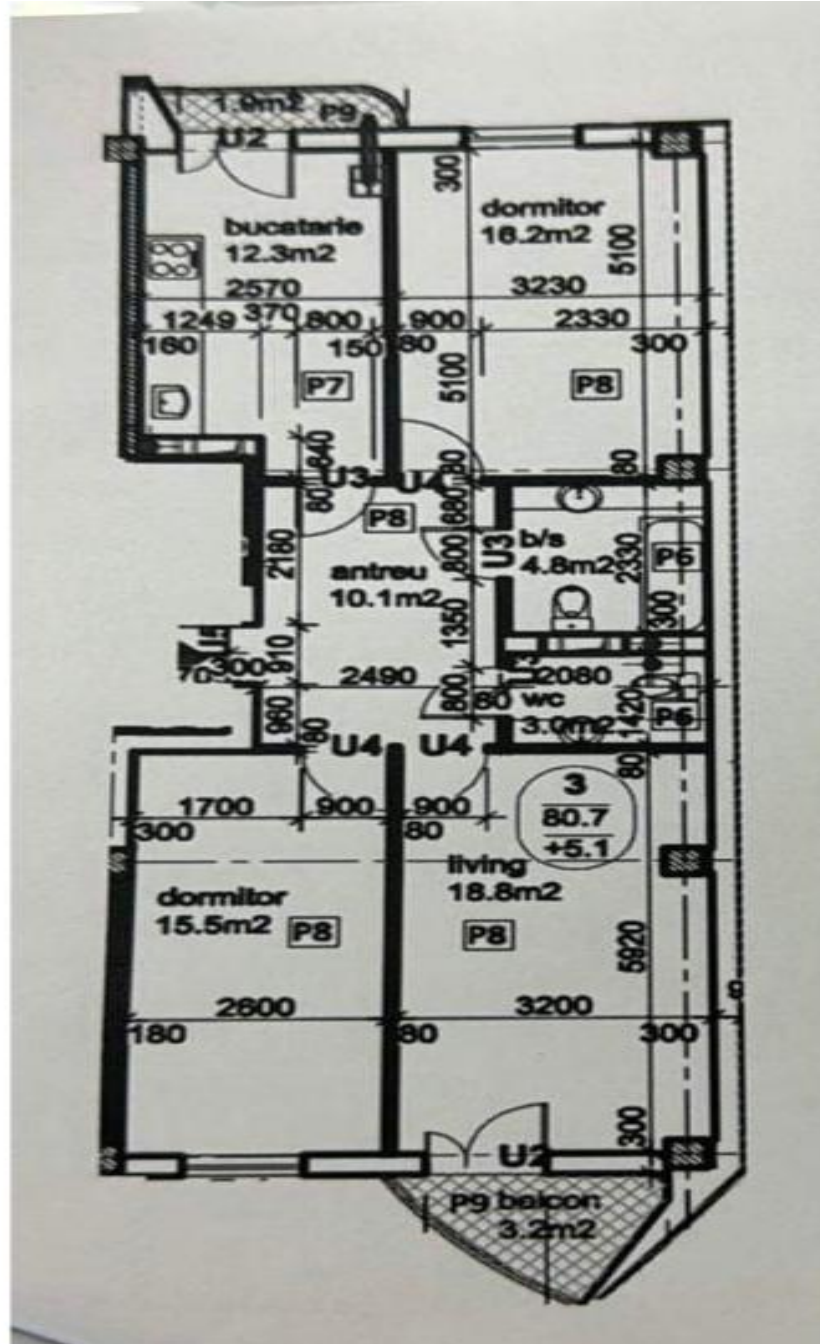 1.9m2 P9
U2
300
dormitor
16.2m2
bucatarie
12.3m2
5100
2570
3230
370
1249
800
900
2330
160
150
80
300
5100
P7
P8
640
80
80
U3
U4
80
P8
680
2180
800
U3
b/s
4.8m2
2330
P6
antreu
10.1m2
300
1350
U5
70
300
910
2490
U3
2080
800
80
wc
3.0m2
1420
P6
960
80
U4
U4
80
3
80.7
+5.1
1700
900
900
300
80
living
18.8m2
dormitor
15.5m2
P8
P8
5920
2600
3200
180
80
300
300
U2
P9 balcon
3.2m2